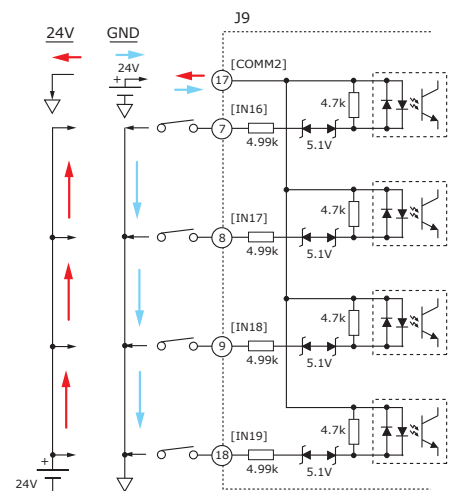 J9
24V GND
24V
+
[COMM2]
17
4.7k
[IN16]
7
4.99k
5.1V
[IN17]
4.7k
8
4.99k
5.1V
[IN18]
4.7k
9
4.99k
5.1V
[IN19]
4.7k
18
4.99k
5.1V
+
24V